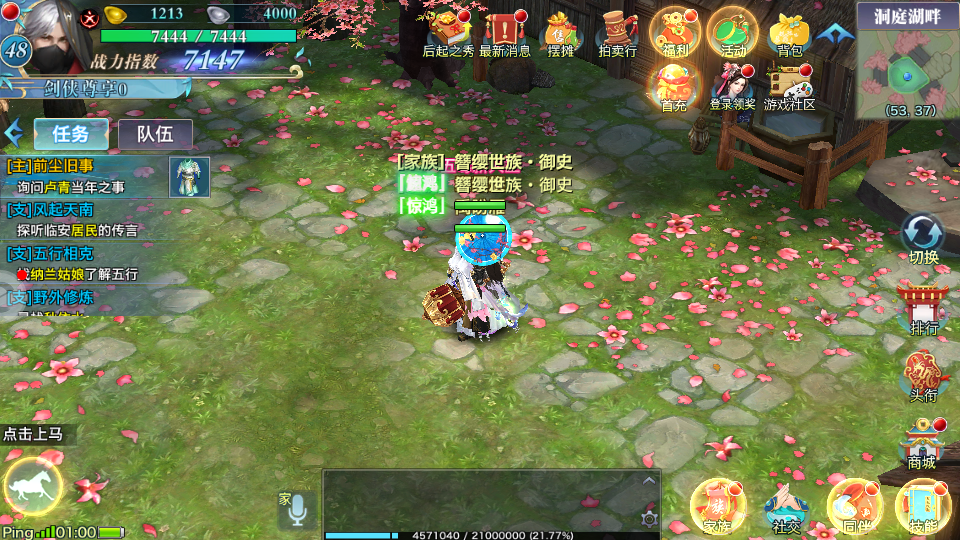 1213
4000
7444 / 7444
48
战力指数 7147
剑侠尊享0
后起之秀
最新消息
摆摊
拍卖行
福利
活动
背包
首充
登录领奖
游戏社区
洞庭湖畔
(53, 37)
任务
队伍
[主]前尘旧事
询问卢青当年之事
[支]风起天南
探听临安居民的传言
[支]五行相克
找纳兰姑娘了解五行
[支]野外修炼
[家族] 簪缨世族·御史
簪缨世族·御史
「惊鸿」
切换
排行
头衔
商城
点击上马
家
家族
社交
同伴
技能
Ping
01:00
4571040 / 21000000 (21.77%)